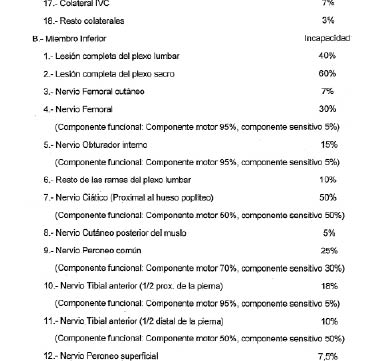 17.- Colateral IVC 7%
18.- Resto colaterales 3%
B.- Miembro Inferior Incapacidad
1.- Lesión completa del plexo lumbar 40%
2.- Lesión completa del plexo sacro 60%
3.- Nervio Femoral cutáneo 7%
4.- Nervio Femoral 30%
(Componente funcional: Componente motor 95%, componente sensitivo 5%)
5.- Nervio Obturador interno 15%
(Componente funcional: Componente motor 95%, componente sensitivo 5%)
6.- Resto de las ramas del plexo lumbar 10%
7.- Nervio Ciático (Proximal al hueso popliteo) 50%
(Componente funcional: Componente motor 50%, componente sensitivo 50%)
8.- Nervio Cutáneo posterior del muslo 5%
9.- Nervio Peroneo común 25%
(Componente funcional: Componente motor 70%, componente sensitivo 30%)
10.- Nervio Tibial anterior (1/2 prox. de la pierna) 18%
(Componente funcional: Componente motor 95%, componente sensitivo 5%)
11.- Nervio Tibial anterior (1/2 distal de la pierna) 10%
(Componente funcional: Componente motor 50%, componente sensitivo 50%)
12.- Nervio Peroneo superficial 7,5%